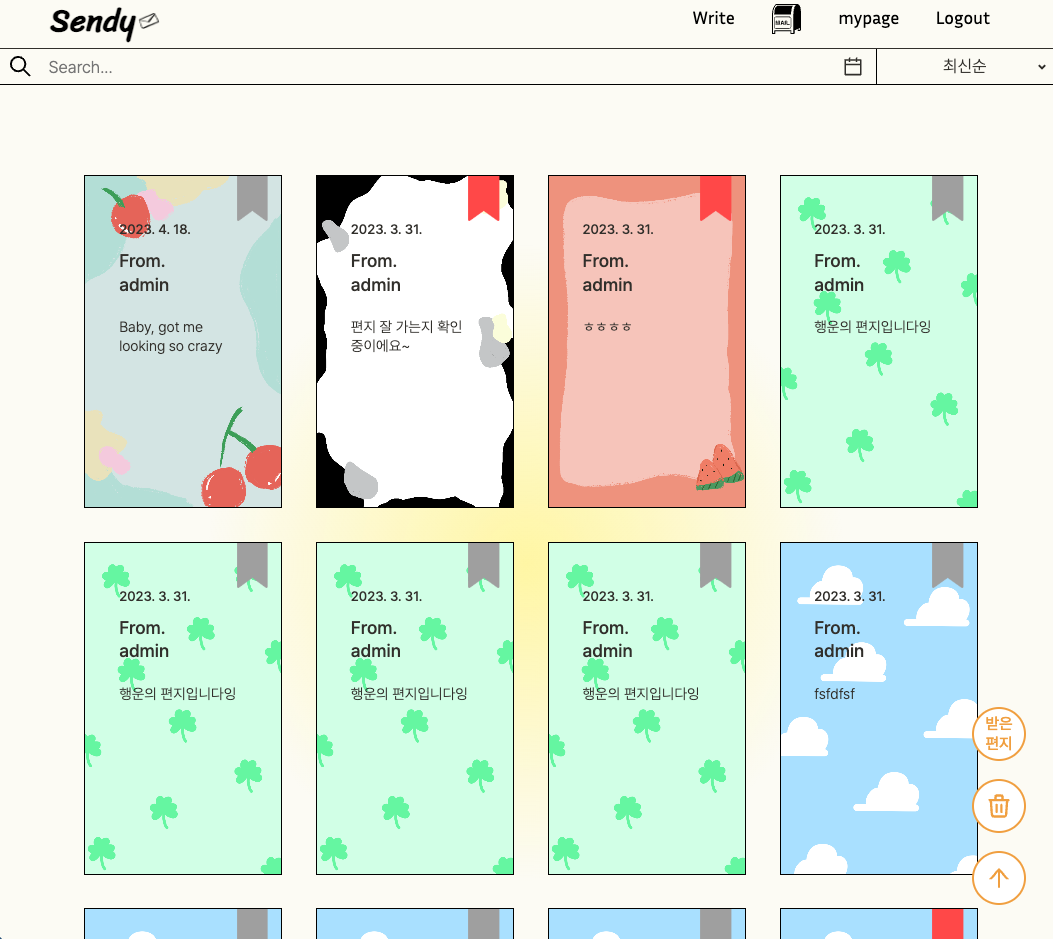 Sendy
Write
MAIL
mypage
Logout
Search...
최신순
2023. 4. 18.
From.
admin
Baby, got me
looking so crazy
2023. 3. 31.
From.
admin
편지 잘 가는지 확인
중이에요~
2023. 3. 31.
From.
admin
ㅎㅎㅎㅎ
2023. 3. 31.
From.
admin
행운의 편지입니다잉
2023. 3. 31.
From.
admin
행운의 편지입니다잉
2023. 3. 31.
From.
admin
행운의 편지입니다잉
2023. 3. 31.
From.
admin
행운의 편지입니다잉
2023. 3. 31.
From.
admin
fsfdfsf
받은
편지